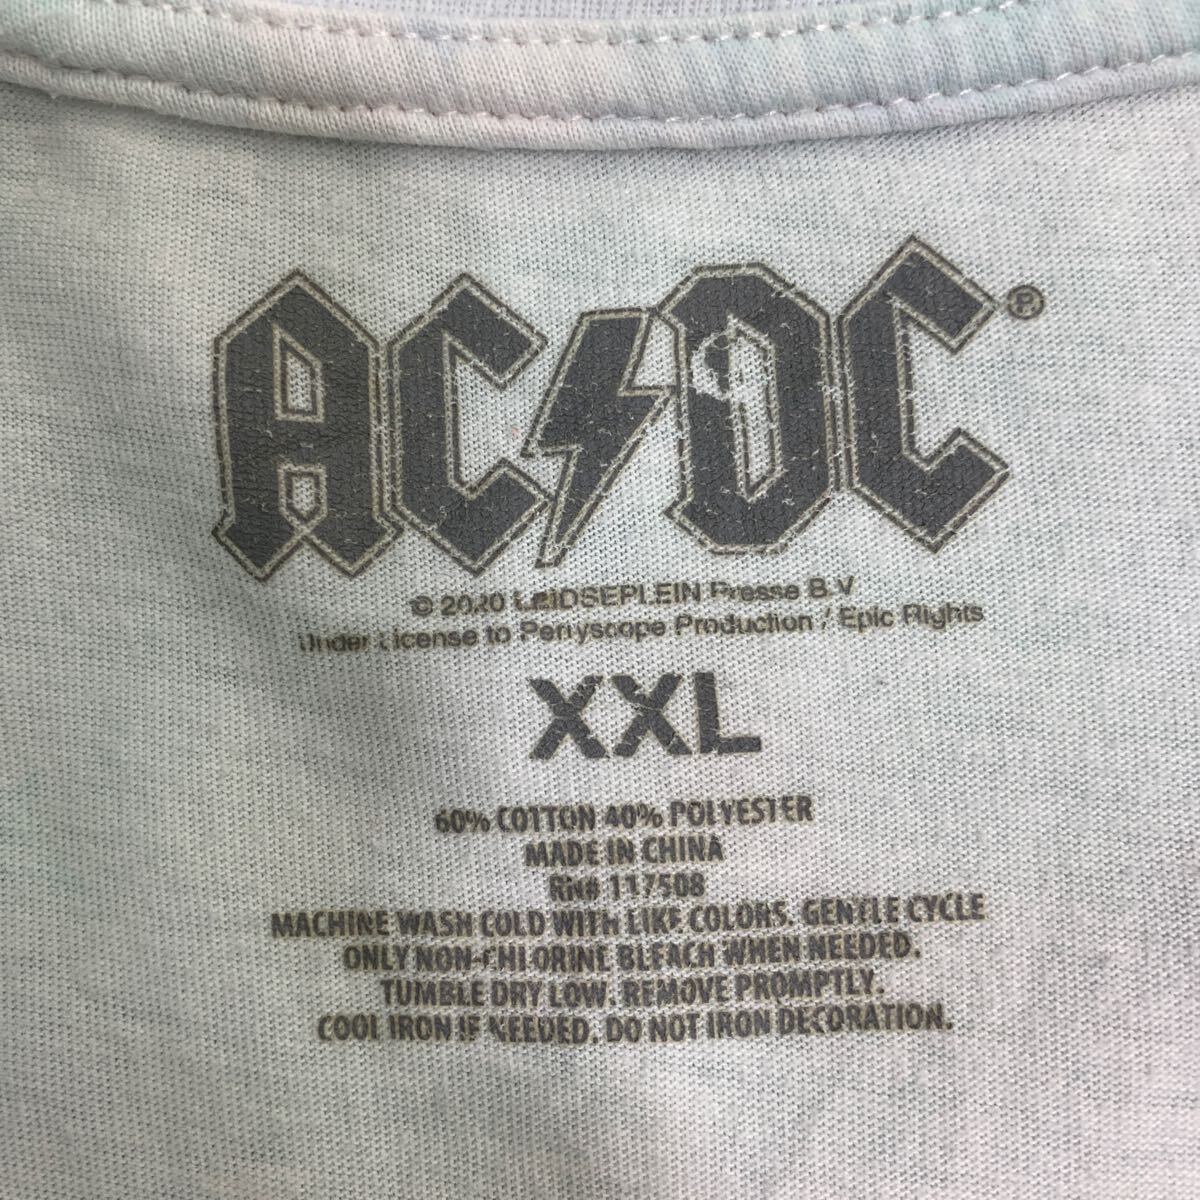 AC/DC®
© 2020 LEIDSEPLEIN Presse B.V
Under License to Perryscope Production / Epic Rights
XXL
60% COTTON 40% POLYESTER
MADE IN CHINA
RN# 117508
MACHINE WASH COLD WITH LIKE COLORS. GENTLE CYCLE
ONLY NON-CHLORINE BLEACH WHEN NEEDED.
TUMBLE DRY LOW. REMOVE PROMPTLY.
COOL IRON IF NEEDED. DO NOT IRON DECORATION.